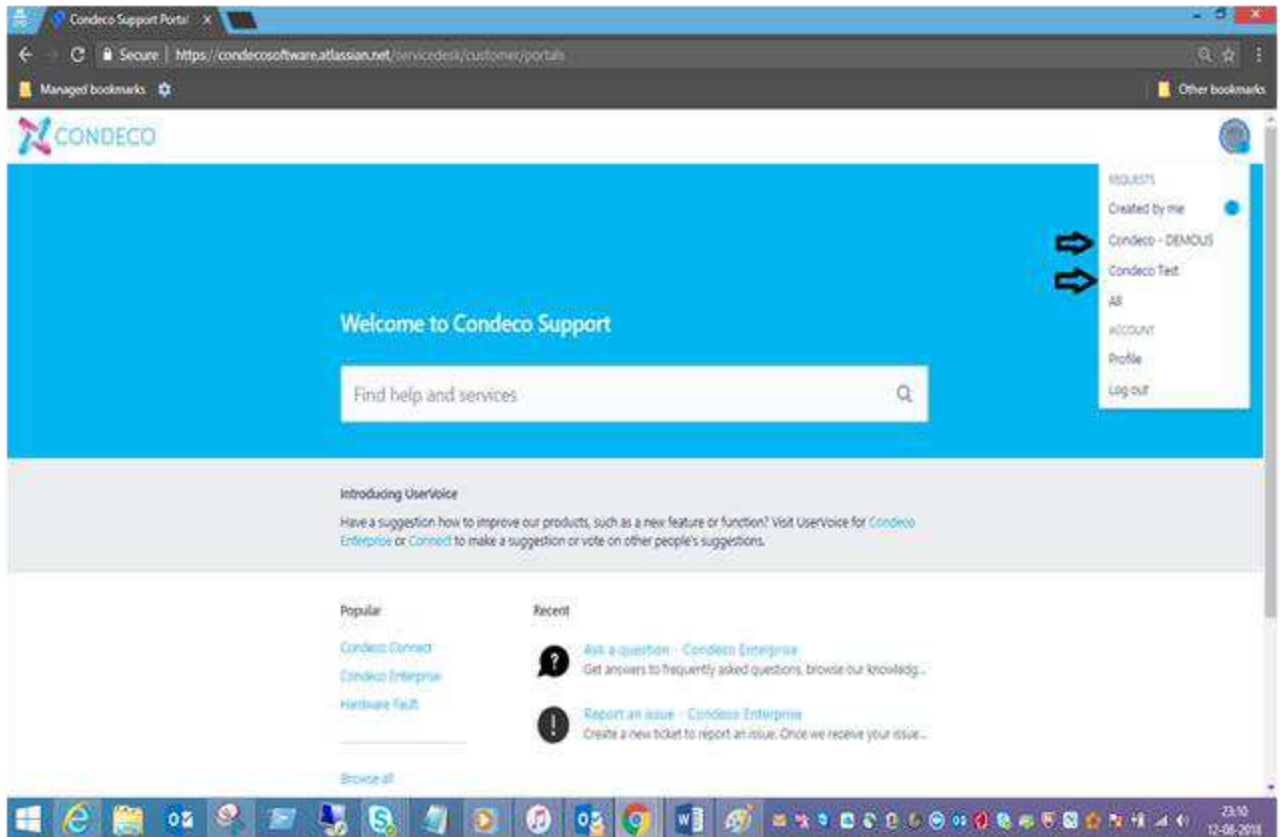 Condeco Support Portal
Secure | https://condecosoftware.atlassian.net/servicedesk/customer/portals
Managed bookmarks
Other bookmarks
CONDECO
REQUESTS
Created by me
Condeco - DEMOUS
Condeco Test
All
ACCOUNT
Profile
Log out
Welcome to Condeco Support
Find help and services
Introducing UserVoice
Have a suggestion how to improve our products, such as a new feature or function? Visit UserVoice for Condeco
Enterprise or Connect to make a suggestion or vote on other people's suggestions.
Popular
Recent
Condeco Connect
Condeco Enterprise
Hardware Fault
Browse all
Ask a question - Condeco Enterprise
Get answers to frequently asked questions, browse our knowledg...
Report an issue - Condeco Enterprise
Create a new ticket to report an issue. Once we receive your issue...
23:10
12-08-2018